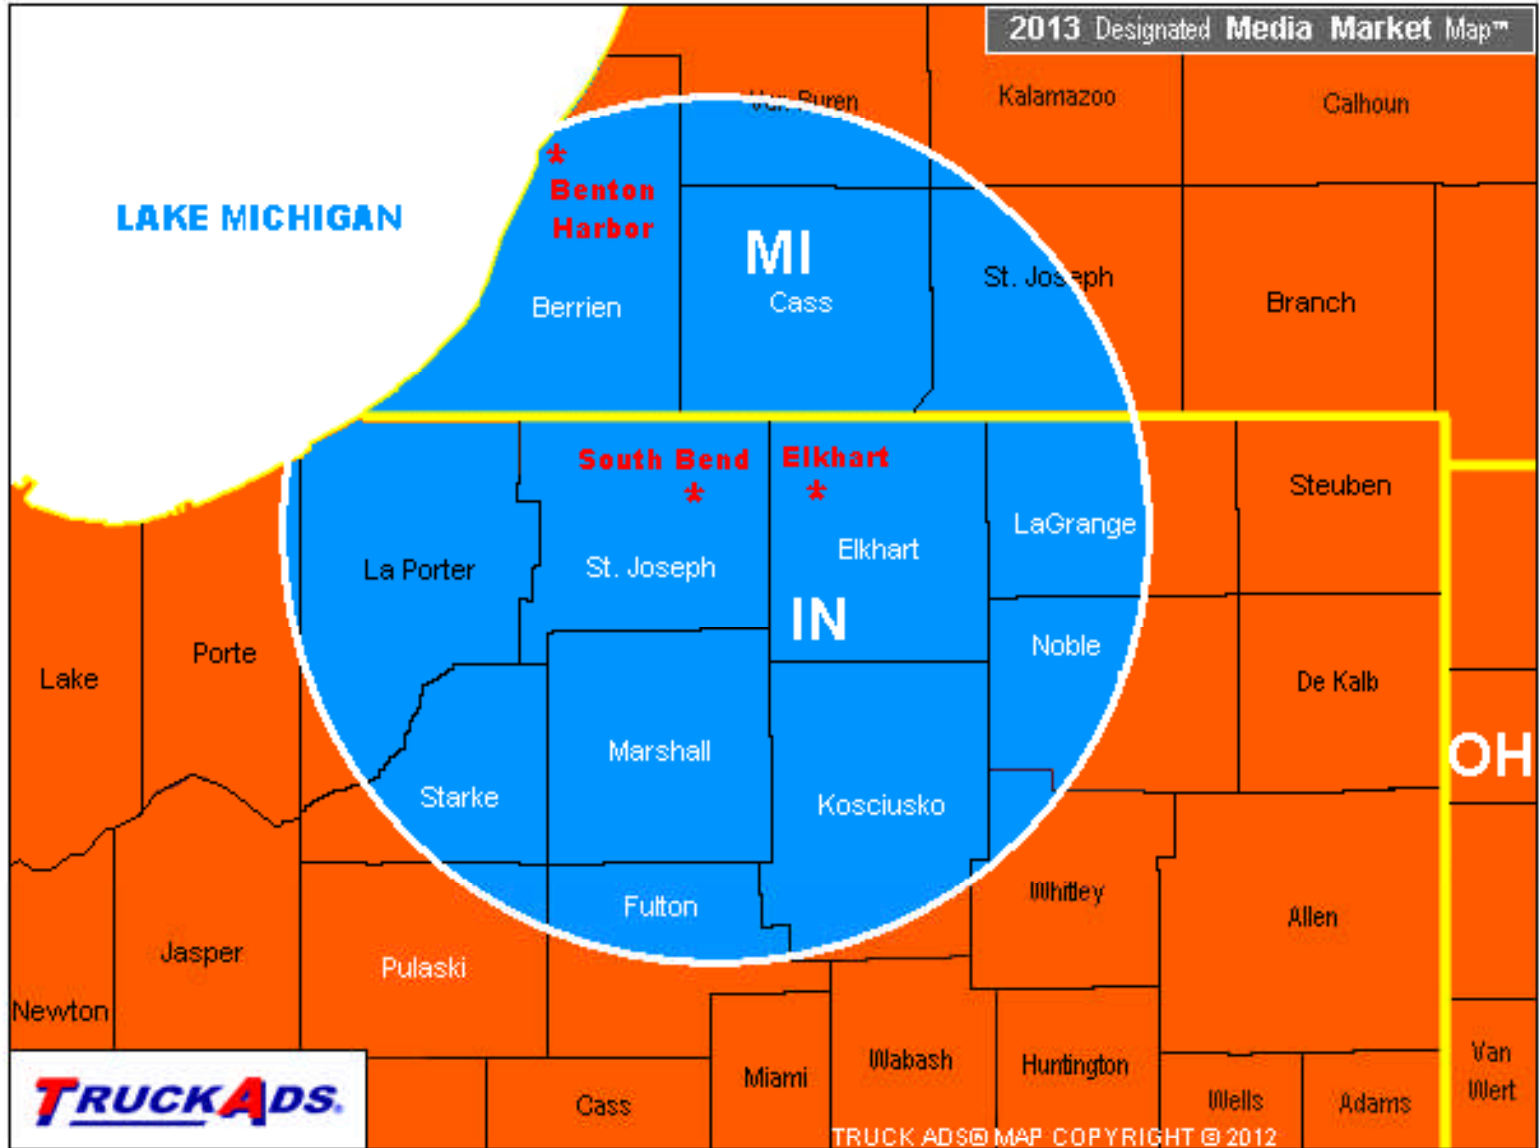 2013 Designated Media Market Map™
Van Buren
Kalamazoo
Calhoun
*
Benton
Harbor
LAKE MICHIGAN
MI
St. Joseph
Berrien
Cass
Branch
South Bend
Elkhart
*
*
Steuben
LaGrange
Elkhart
La Porter
St. Joseph
IN
Noble
Porte
Lake
De Kalb
Marshall
OH
Starke
Kosciusko
Whitley
Fulton
Allen
Jasper
Pulaski
Newton
Van
Wert
Wabash
Huntington
Miami
TRUCKADS®
Cass
Wells
Adams
TRUCK ADS® MAP COPYRIGHT © 2012